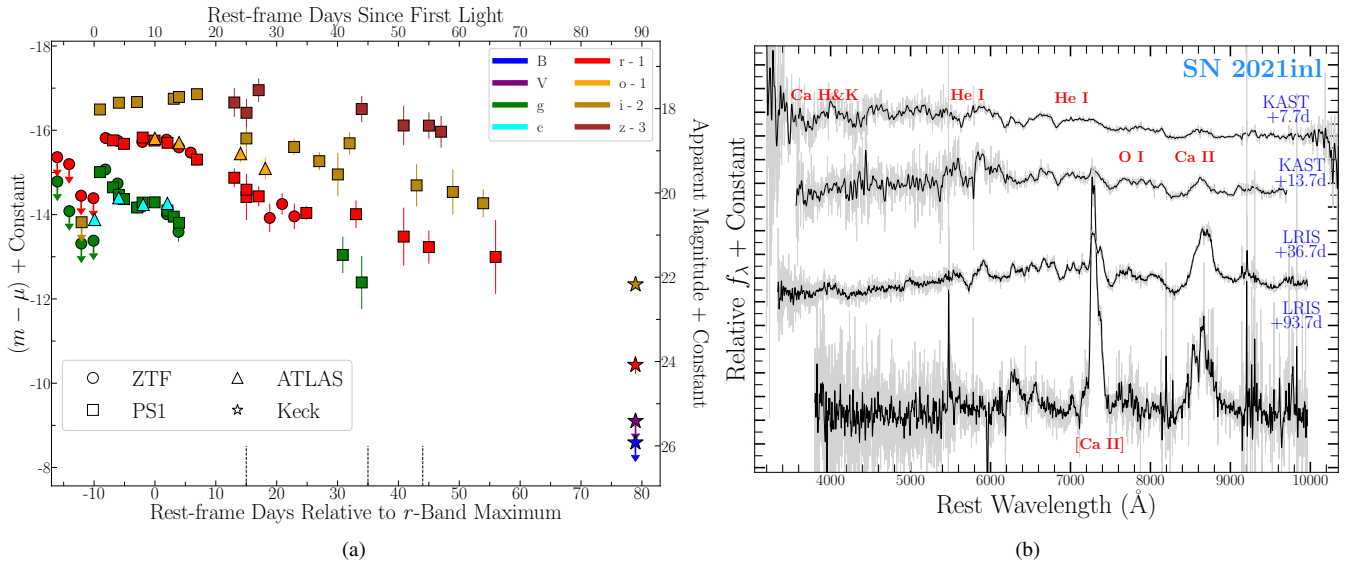 Rest-frame Days Since First Light
0 10 20 30 40 50 60 70 80 90
-18
-16
-14
-12
-10
-8
(m − μ) + Constant
B
V
g
c
r - 1
o - 1
i - 2
z - 3
ZTF
PS1
ATLAS
Keck
18
20
22
24
26
Apparent Magnitude + Constant
-10 0 10 20 30 40 50 60 70 80
Rest-frame Days Relative to r-Band Maximum
(a)
SN 2021inl
Ca H&K
He I
He I
KAST
+7.7d
O I
Ca II
KAST
+13.7d
LRIS
+36.7d
LRIS
+93.7d
[Ca II]
Relative fλ + Constant
4000 5000 6000 7000 8000 9000 10000
Rest Wavelength (Å)
(b)